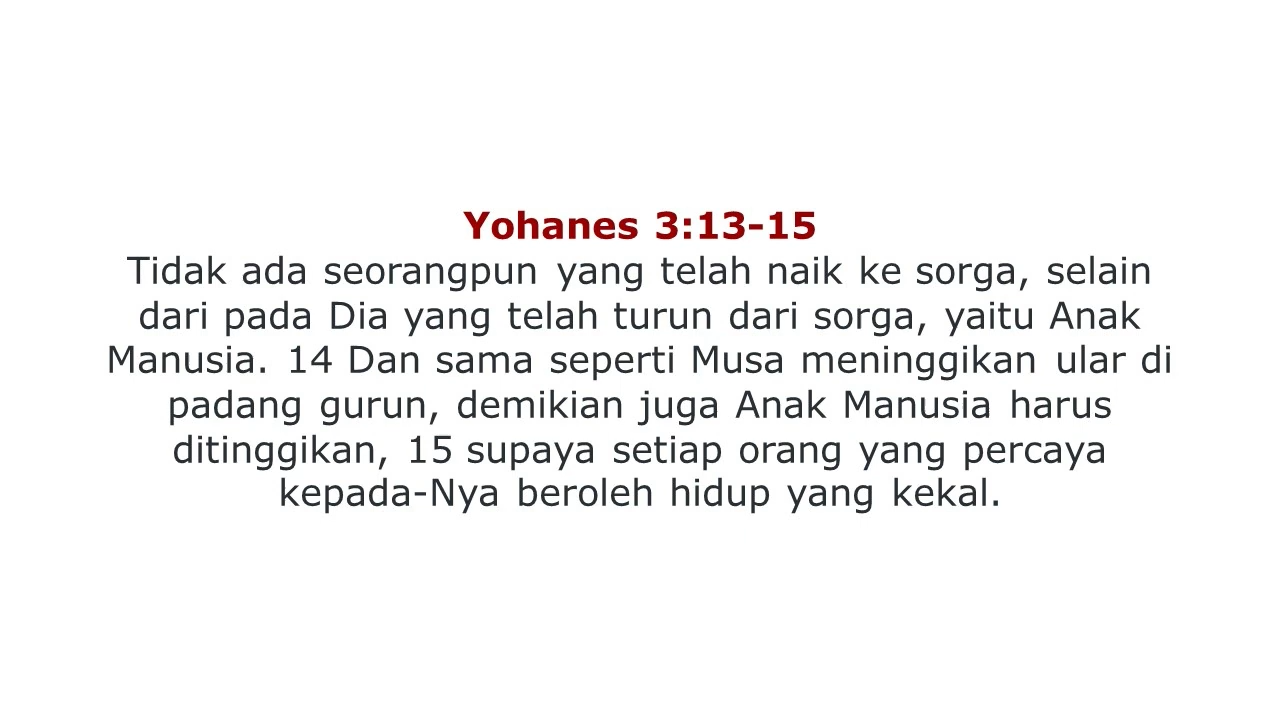 Yohanes 3:13-15
Tidak ada seorangpun yang telah naik ke sorga, selain
dari pada Dia yang telah turun dari sorga, yaitu Anak
Manusia. 14 Dan sama seperti Musa meninggikan ular di
padang gurun, demikian juga Anak Manusia harus
ditinggikan, 15 supaya setiap orang yang percaya
kepada-Nya beroleh hidup yang kekal.